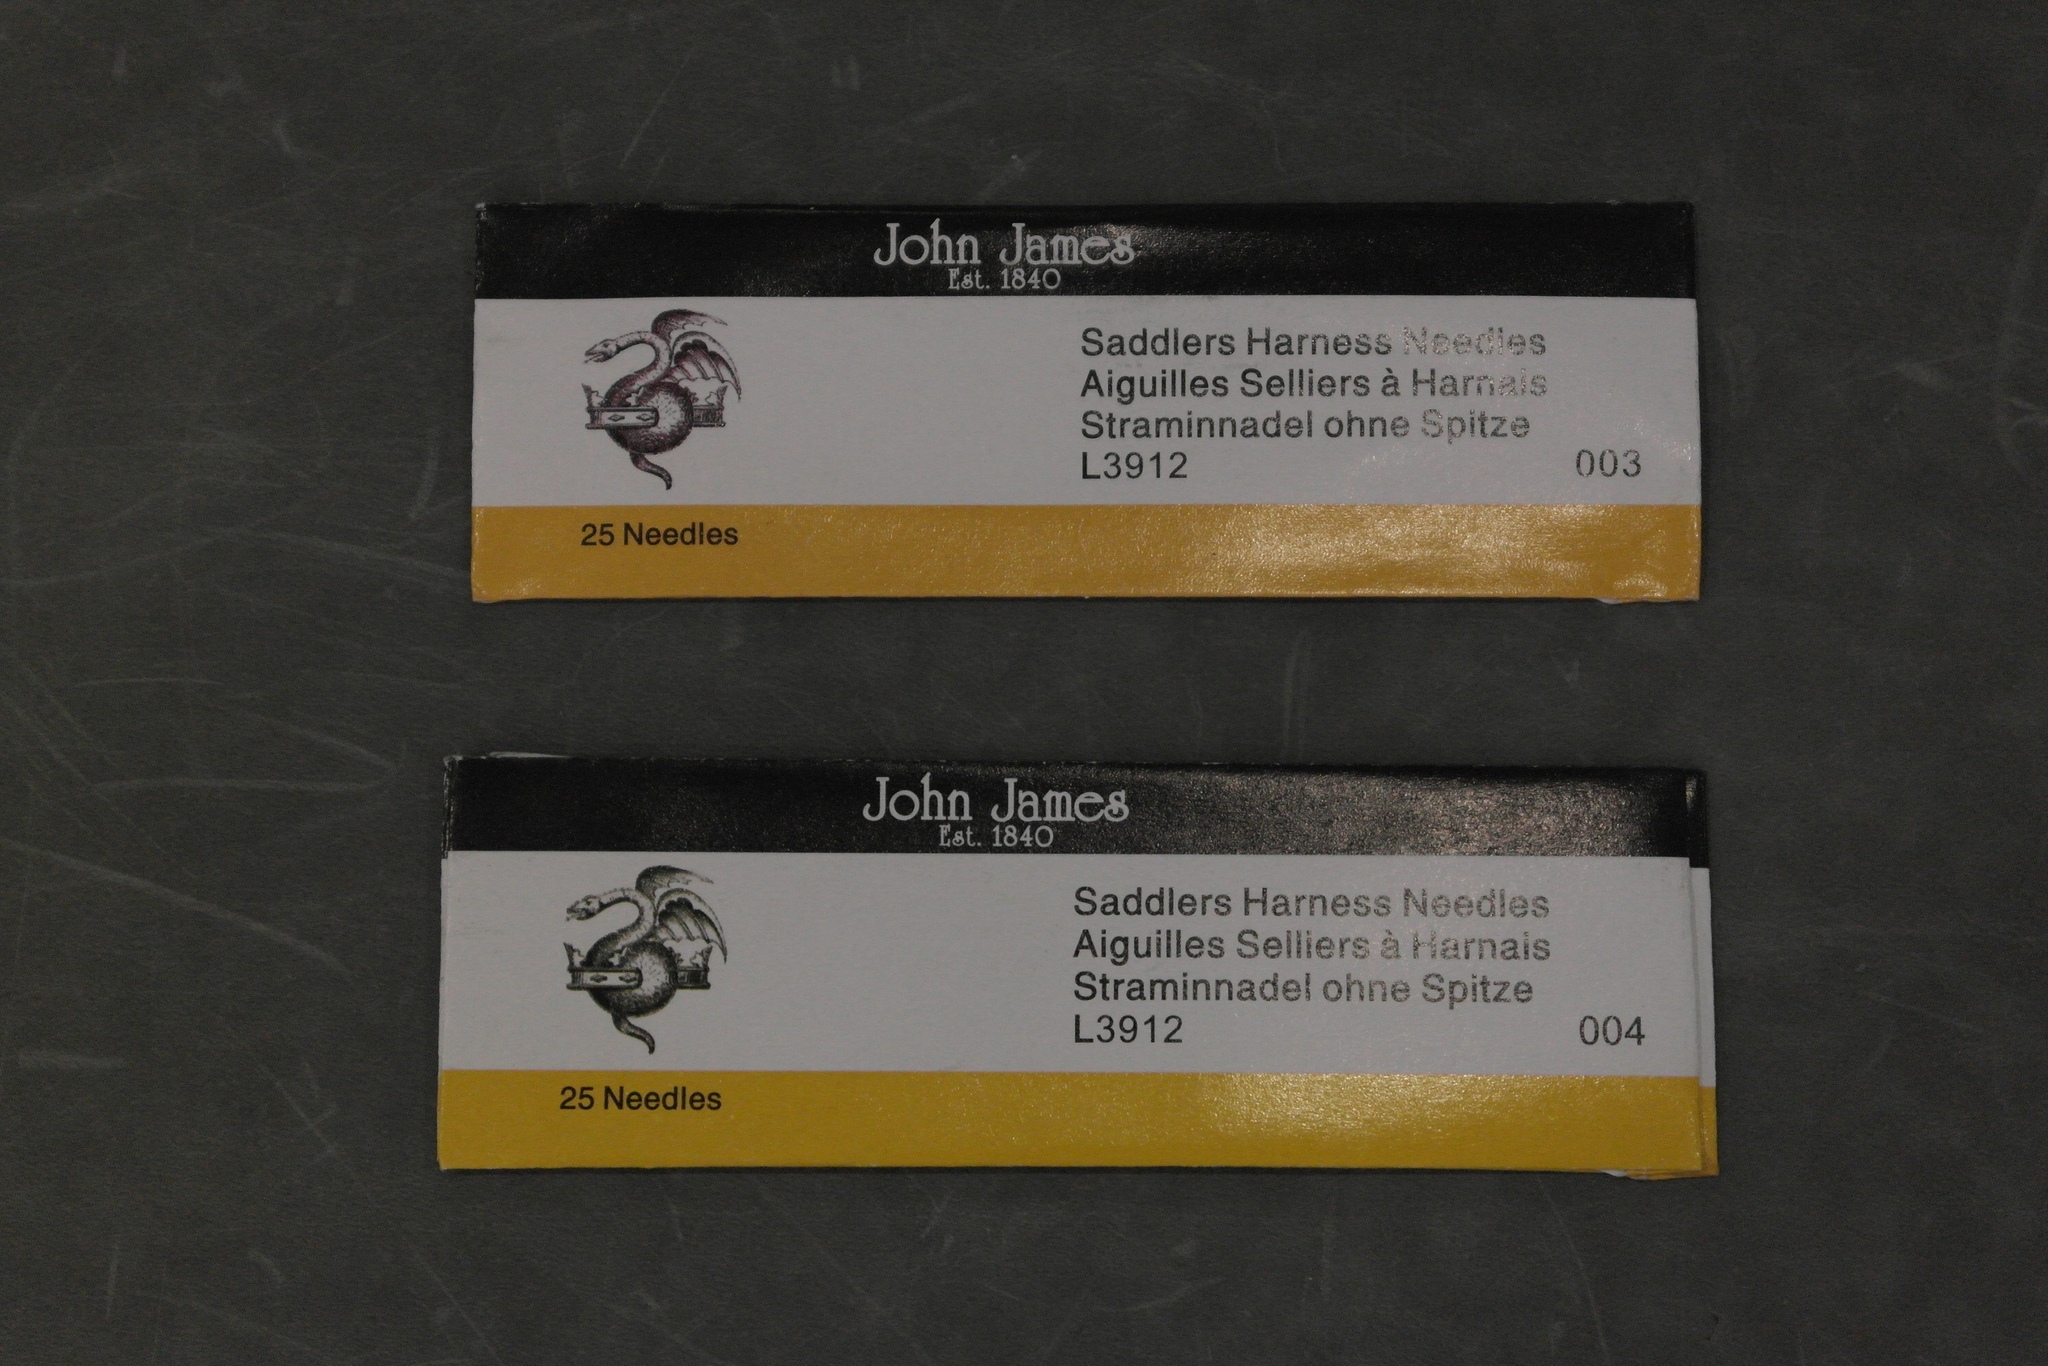 John James
Est. 1840
Saddlers Harness Needles
Aiguilles Selliers à Harnais
Straminnadel ohne Spitze
L3912 003
25 Needles
John James
Est. 1840
Saddlers Harness Needles
Aiguilles Selliers à Harnais
Straminnadel ohne Spitze
L3912 004
25 Needles